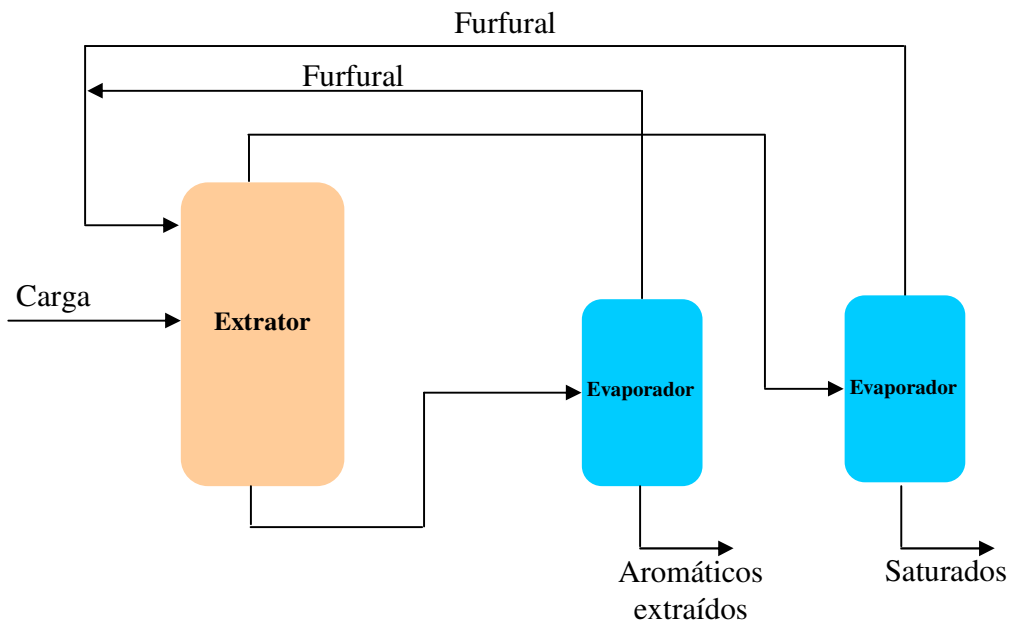 Furfural
Furfural
Carga
Extrator
Evaporador
Evaporador
Aromáticos
extraídos
Saturados